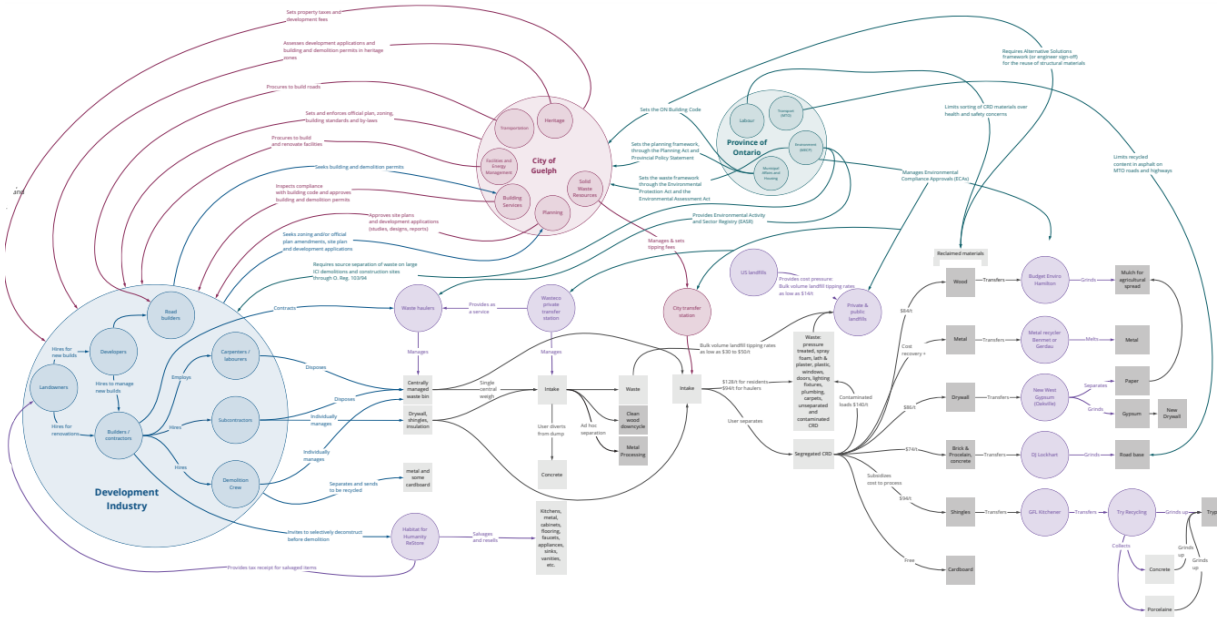 Sets property taxes and
development fees
Assesses development applications and
building and demolition permits in heritage
zones
Procures to build roads
Sets and enforces official plan, zoning,
building standards and by-laws
Procures to build
and renovate facilities
Seeks building and demolition permits
Inspects compliance
with building code and approves
building and demolition permits
Approves site plans
and development applications
(studies, designs, reports)
Seeks zoning and/or official
plan amendments, site plan
and development applications
Requires source separation of waste on large
ICI demolitions and construction sites
through O. Reg. 103/94
Contracts
City of
Guelph
Transportation
Heritage
Facilities and
Energy
Management
Building
Services
Planning
Solid
Waste
Resources
Manages & sets
tipping fees
Sets the ON Building Code
Sets the planning framework,
through the Planning Act and
Provincial Policy Statement
Sets the waste framework
through the Environmental
Protection Act and the
Environmental Assessment Act
Provides Environmental Activity
and Sector Registry (EASR)
Province of
Ontario
Labour
Transport
(MTO)
Environment
(MECP)
Municipal
Affairs and
Housing
Requires Alternative Solutions
framework (or engineer sign-off)
for the reuse of structural materials
Limits sorting of CRD materials over
health and safety concerns
Limits recycled
content in asphalt on
MTO roads and highways
Manages Environmental
Compliance Approvals (ECAs)
and
Development
Industry
Road
builders
Developers
Landowners
Builders /
contractors
Carpenters /
labourers
Subcontractors
Demolition
Crew
Hires for
new builds
Hires to manage
new builds
Hires for
renovations
Employs
Hires
Hires
Disposes
Disposes
Individually
manages
Individually
manages
Separates and sends
to be recycled
Invites to selectively deconstruct
before demolition
Provides tax receipt for salvaged items
Waste haulers
Provides as
a service
Wasteco
private
transfer
station
Manages
Manages
Centrally
managed
waste bin
Drywall,
shingles,
insulation
metal and
some
cardboard
Habitat for
Humanity
ReStore
Salvages
and resells
Kitchens,
metal,
cabinets,
flooring,
faucets,
appliances,
sinks,
vanities,
etc.
Single
central
weigh
Intake
User diverts
from dump
Ad hoc
separation
Concrete
Waste
Clean
wood
downcycle
Metal
Processing
City transfer
station
Intake
US landfills
Provides cost pressure
Bulk volume landfill tipping rates
as low as $14/t
Private &
public
landfills
Bulk volume landfill tipping rates
as low as $30 to $50/t
$128/t for residents
$94/t for haulers
User separates
Waste:
pressure
treated, spray
foam, lath &
plaster, plastic,
windows,
doors, lighting
fixtures,
plumbing,
carpets,
unseparated
and
contaminated
CRD
Contaminated
loads $140/t
Segregated CRD
$84/t
Cost
recovery +
$86/t
$74/t
Subsidizes
cost to process
$94/t
Free
Reclaimed materials
Wood
Transfers
Budget Enviro
Hamilton
Grinds
Mulch for
agricultural
spread
Metal
Transfers
Metal recycler
Benmet or
Gerdau
Melts
Metal
Drywall
Transfers
New West
Gypsum
(Oakville)
Separates
Grinds
Paper
Gypsum
New
Drywall
Brick &
Porcelain,
concrete
Transfers
DJ Lockhart
Grinds
Road base
Shingles
Transfers
GFL Kitchener
Transfers
Try Recycling
Grinds up
Collects
Grinds
up
Grinds
up
Concrete
Porcelaine
Cardboard